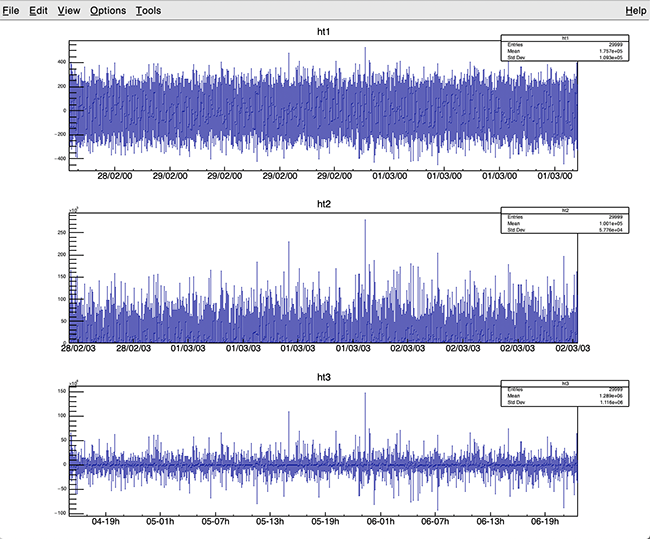 File Edit View Options Tools Help
ht1
ht1
Entries 29999
Mean 1.757e+05
Std Dev 1.093e+05
400
200
0
−200
−400
28/02/00 29/02/00 29/02/00 29/02/00 29/02/00 01/03/00 01/03/00 01/03/00 01/03/00
ht2
ht2
Entries 29999
Mean 1.001e+05
Std Dev 5.776e+04
250
200
150
100
50
0
28/02/03 28/02/03 01/03/03 01/03/03 01/03/03 01/03/03 02/03/03 02/03/03 02/03/03 02/03/03
ht3
ht3
Entries 29999
Mean 1.289e+06
Std Dev 1.116e+06
150
100
50
0
−50
−100
04-19h 05-01h 05-07h 05-13h 05-19h 06-01h 06-07h 06-13h 06-19h